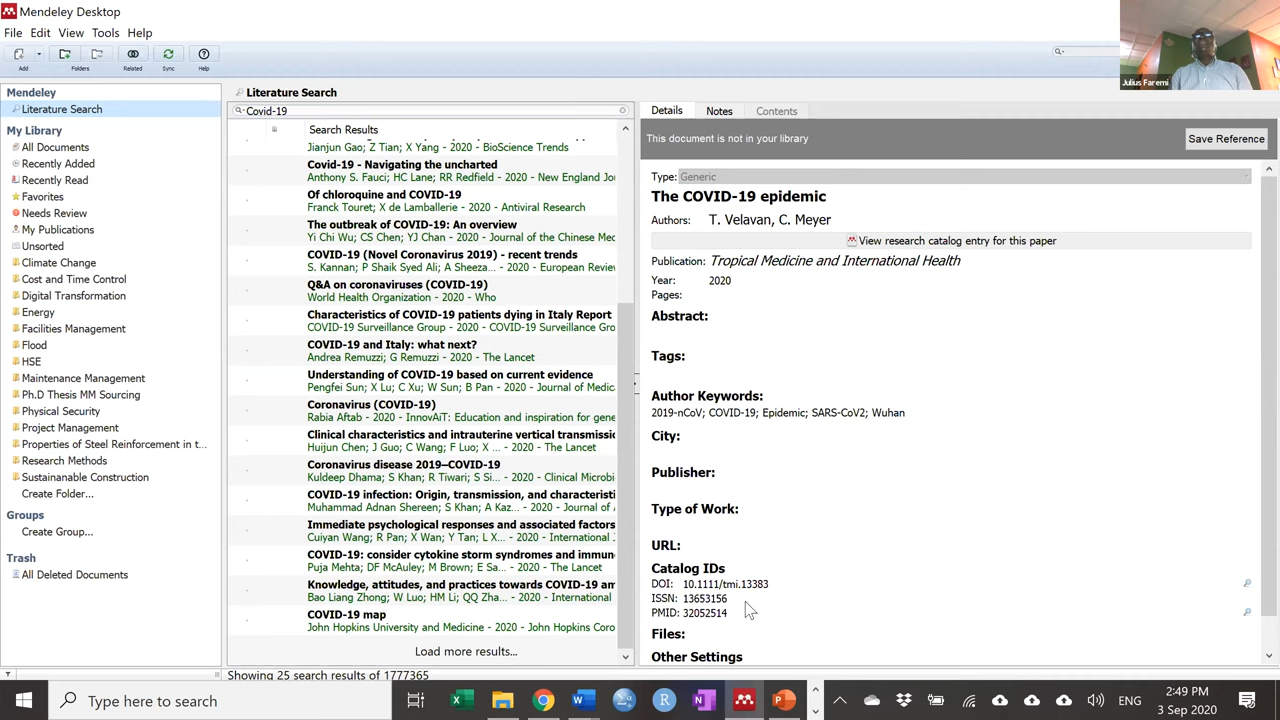 Mendeley Desktop
File Edit View Tools Help
Add Folders Related Sync Help
Julius Faremi
Mendeley
Literature Search
My Library
All Documents
Recently Added
Recently Read
Favorites
Needs Review
My Publications
Unsorted
Climate Change
Cost and Time Control
Digital Transformation
Energy
Facilities Management
Flood
HSE
Maintenance Management
Ph.D Thesis MM Sourcing
Physical Security
Project Management
Properties of Steel Reinforcement in t...
Research Methods
Sustainanable Construction
Create Folder...
Groups
Create Group...
Trash
All Deleted Documents
Literature Search
Covid-19
Search Results
Jianjun Gao; Z Tian; X Yang - 2020 - BioScience Trends
Covid-19 - Navigating the uncharted
Anthony S. Fauci; HC Lane; RR Redfield - 2020 - New England Jo
Of chloroquine and COVID-19
Franck Touret; X de Lamballerie - 2020 - Antiviral Research
The outbreak of COVID-19: An overview
Yi Chi Wu; CS Chen; YJ Chan - 2020 - Journal of the Chinese Med
COVID-19 (Novel Coronavirus 2019) - recent trends
S. Kannan; P Shaik Syed Ali; A Sheeza... - 2020 - European Review
Q&A on coronaviruses (COVID-19)
World Health Organization - 2020 - Who
Characteristics of COVID-19 patients dying in Italy Report
COVID-19 Surveillance Group - 2020 - COVID-19 Surveillance Gro
COVID-19 and Italy: what next?
Andrea Remuzzi; G Remuzzi - 2020 - The Lancet
Understanding of COVID-19 based on current evidence
Pengfei Sun; X Lu; C Xu; W Sun; B Pan - 2020 - Journal of Medic
Coronavirus (COVID-19)
Rabia Aftab - 2020 - InnovAiT: Education and inspiration for gene
Clinical characteristics and intrauterine vertical transmissio
Huijun Chen; J Guo; C Wang; F Luo; X ... - 2020 - The Lancet
Coronavirus disease 2019–COVID-19
Kuldeep Dhama; S Khan; R Tiwari; S Si... - 2020 - Clinical Microbi
COVID-19 infection: Origin, transmission, and characteristi
Muhammad Adnan Shereen; S Khan; A Kaz... - 2020 - Journal of
Immediate psychological responses and associated factors
Cuiyan Wang; R Pan; X Wan; Y Tan; L X... - 2020 - International
COVID-19: consider cytokine storm syndromes and immun
Puja Mehta; DF McAuley; M Brown; E Sa... - 2020 - The Lancet
Knowledge, attitudes, and practices towards COVID-19 am
Bao Liang Zhong; W Luo; HM Li; QQ Zha... - 2020 - International
COVID-19 map
John Hopkins University and Medicine - 2020 - John Hopkins Coro
Load more results...
Showing 25 search results of 1777365
Details Notes Contents
This document is not in your library
Save Reference
Type: Generic
The COVID-19 epidemic
Authors: T. Velavan, C. Meyer
View research catalog entry for this paper
Publication: Tropical Medicine and International Health
Year: 2020
Pages:
Abstract:
Tags:
Author Keywords:
2019-nCoV; COVID-19; Epidemic; SARS-CoV2; Wuhan
City:
Publisher:
Type of Work:
URL:
Catalog IDs
DOI: 10.1111/tmi.13383
ISSN: 13653156
PMID: 32052514
Files:
Other Settings
Type here to search
ENG
2:49 PM
3 Sep 2020